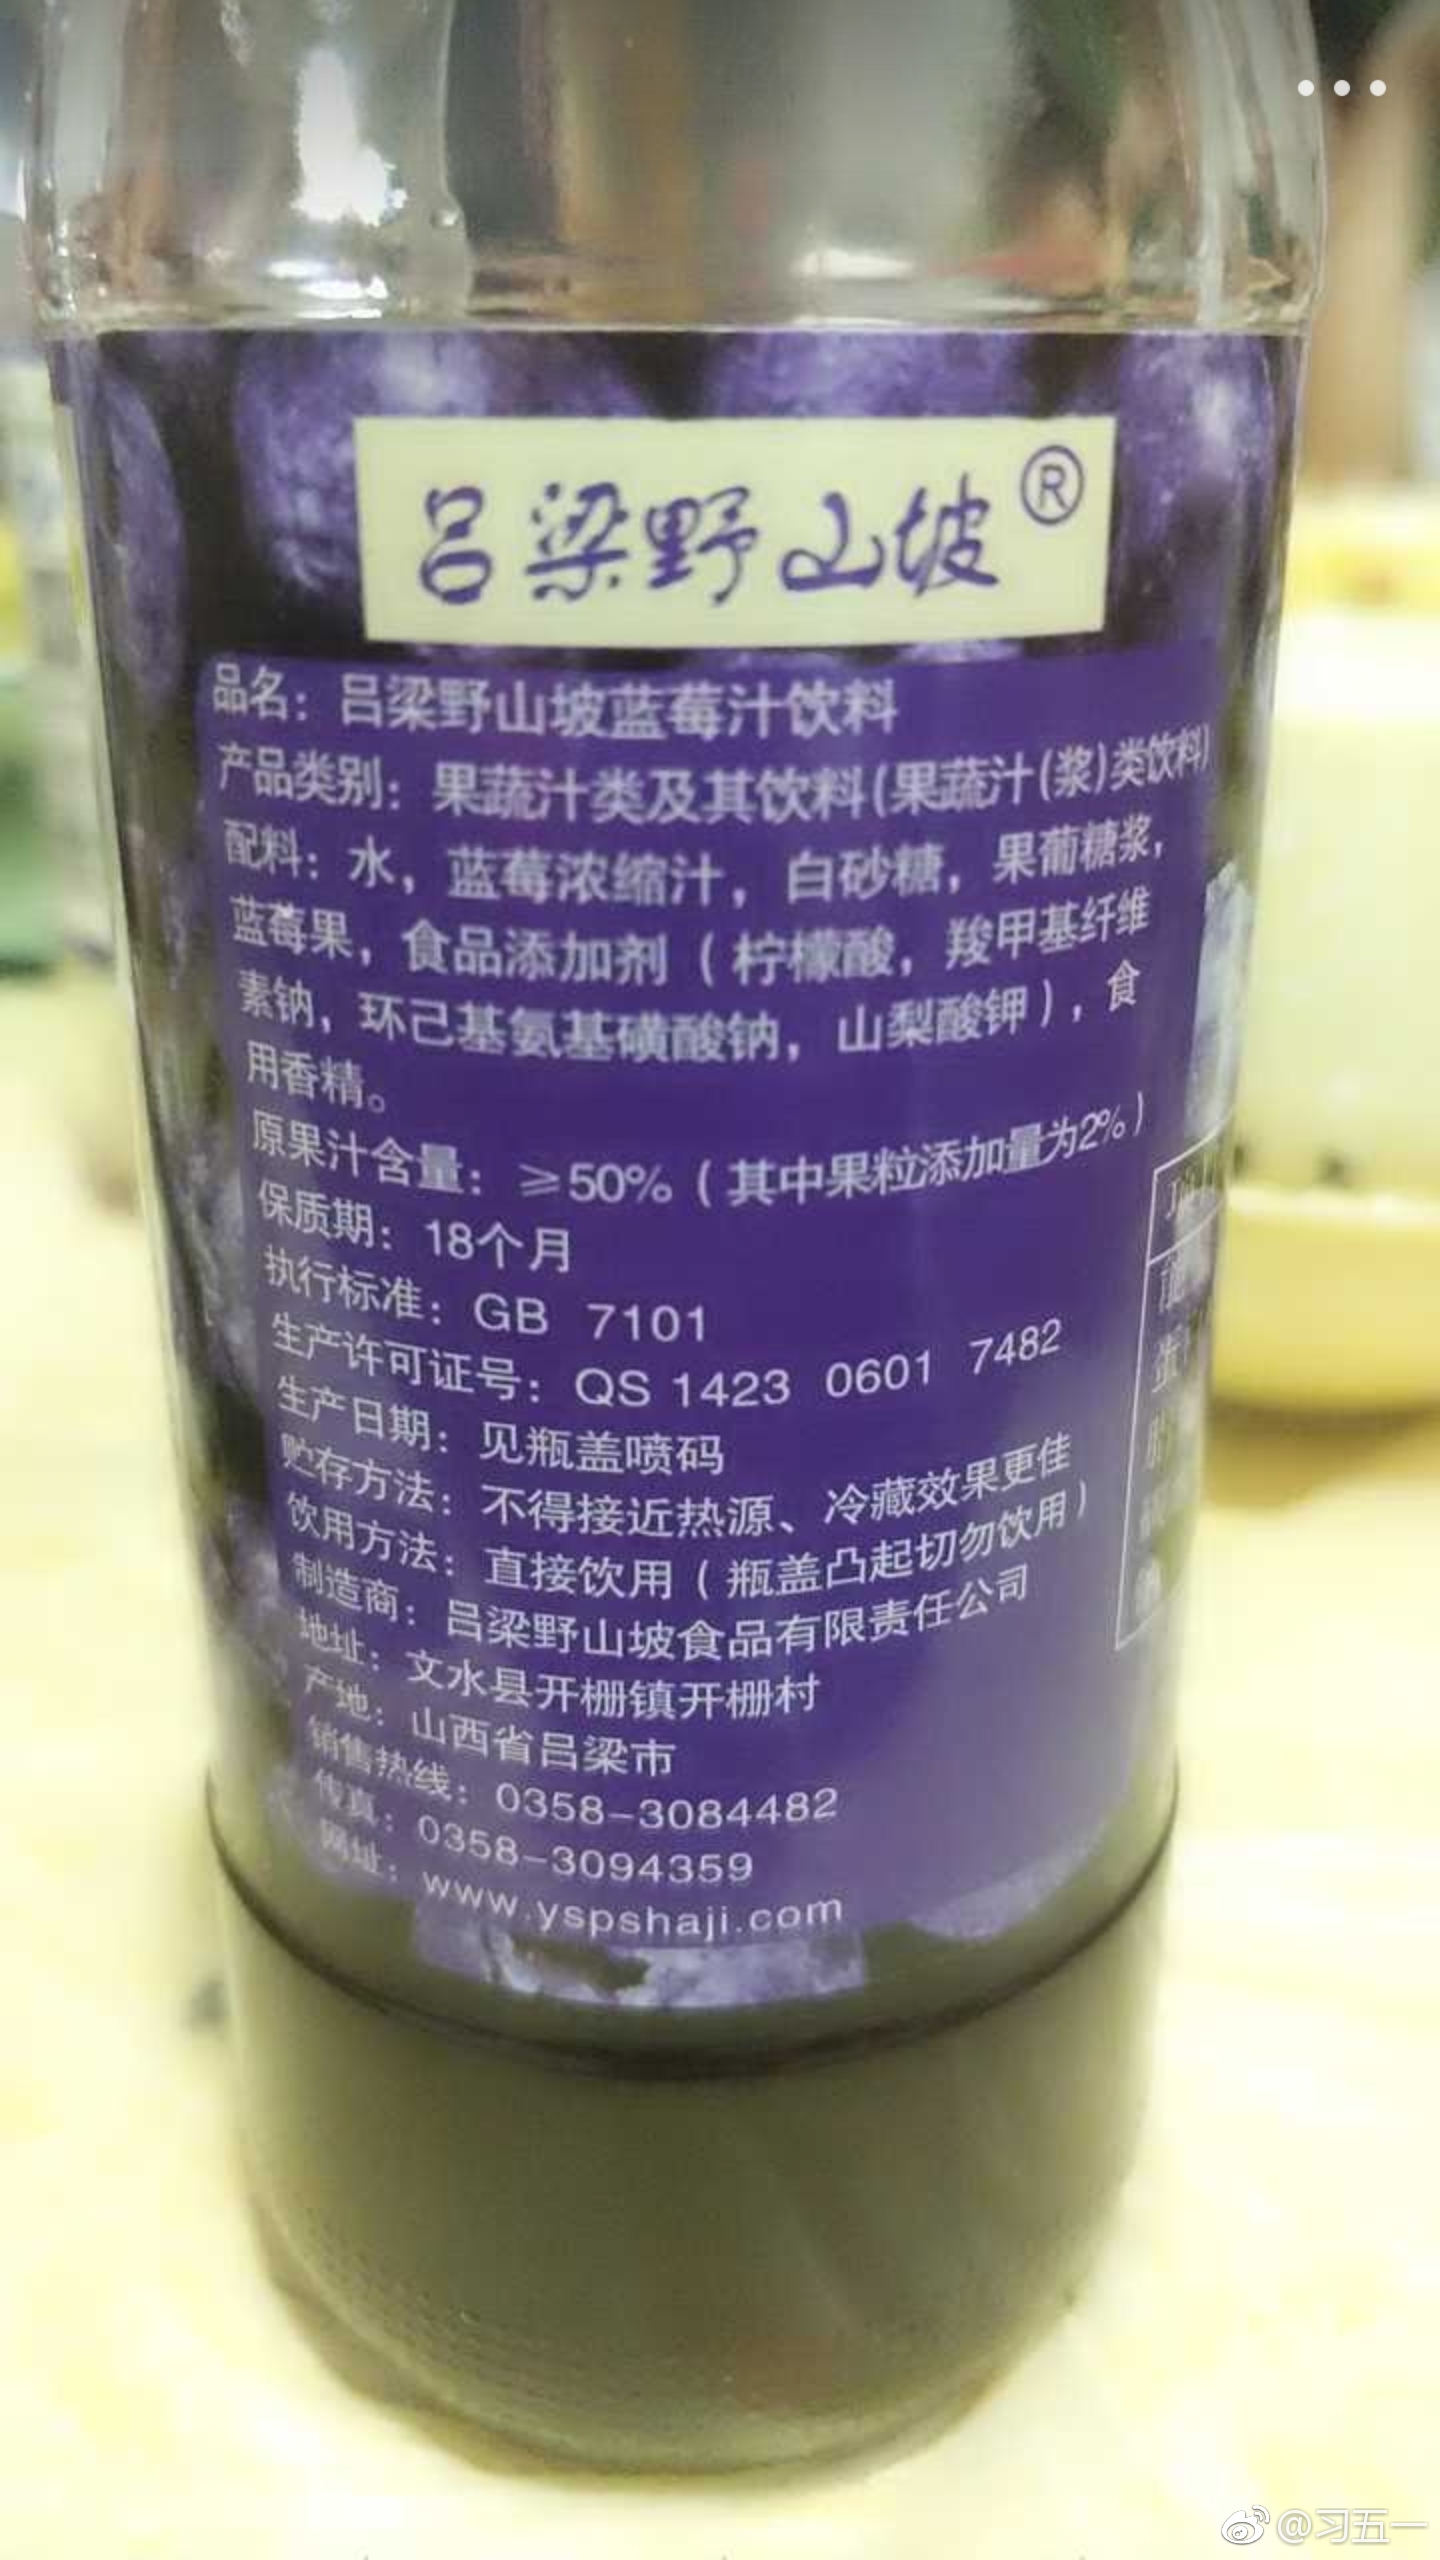 吕梁野山坡®
品名：吕梁野山坡蓝莓汁饮料
产品类别：果蔬汁类及其饮料(果蔬汁(浆)类饮料)
配料：水，蓝莓浓缩汁，白砂糖，果葡糖浆，
蓝莓果，食品添加剂（柠檬酸，羧甲基纤维
素钠，环己基氨基磺酸钠，山梨酸钾），食
用香精。
原果汁含量：≥50%（其中果粒添加量为2%）
保质期：18个月
执行标准：GB 7101
生产许可证号：QS 1423 0601 7482
生产日期：见瓶盖喷码
贮存方法：不得接近热源、冷藏效果更佳
饮用方法：直接饮用（瓶盖凸起切勿饮用）
制造商：吕梁野山坡食品有限责任公司
地址：文水县开栅镇开栅村
产地：山西省吕梁市
销售热线：0358-3084482
传真：0358-3094359
网址：www.yspshaji.com
@习五一